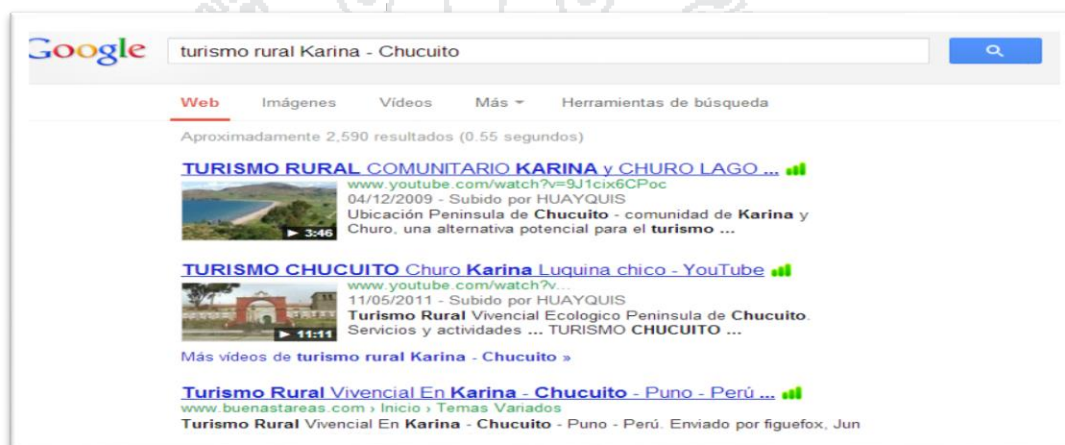 Google turismo rural Karina - Chucuito
Web Imágenes Vídeos Más Herramientas de búsqueda
Aproximadamente 2,590 resultados (0.55 segundos)
TURISMO RURAL COMUNITARIO KARINA y CHURO LAGO ...
www.youtube.com/watch?v=9J1cix6CPoc
04/12/2009 - Subido por HUAYQUIS
Ubicación Peninsula de Chucuito - comunidad de Karina y
Churo, una alternativa potencial para el turismo ...
3:46
TURISMO CHUCUITO Churo Karina Luquina chico - YouTube
www.youtube.com/watch?v...
11/05/2011 - Subido por HUAYQUIS
Turismo Rural Vivencial Ecologico Peninsula de Chucuito.
Servicios y actividades ... TURISMO CHUCUITO ...
11:11
Más vídeos de turismo rural Karina - Chucuito »
Turismo Rural Vivencial En Karina - Chucuito - Puno - Perú ...
www.buenastareas.com › Inicio › Temas Variados
Turismo Rural Vivencial En Karina - Chucuito - Puno - Perú. Enviado por figuefox, Jun